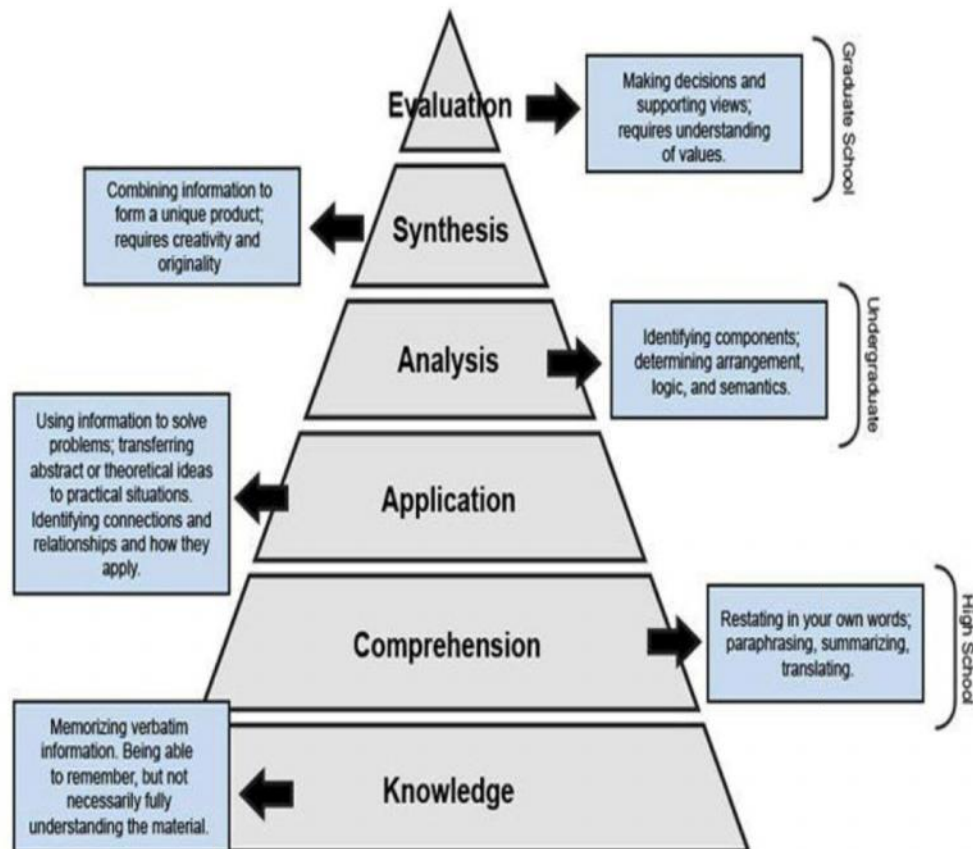 Evaluation
Making decisions and
supporting views;
requires understanding
of values.
Graduate School
Combining information to
form a unique product;
requires creativity and
originality
Synthesis
Analysis
Identifying components;
determining arrangement,
logic, and semantics.
Undergraduate
Using information to solve
problems; transferring
abstract or theoretical ideas
to practical situations.
Identifying connections and
relationships and how they
apply.
Application
Comprehension
Restating in your own words;
paraphrasing, summarizing,
translating.
High School
Memorizing verbatim
information. Being able
to remember, but not
necessarily fully
understanding the material.
Knowledge